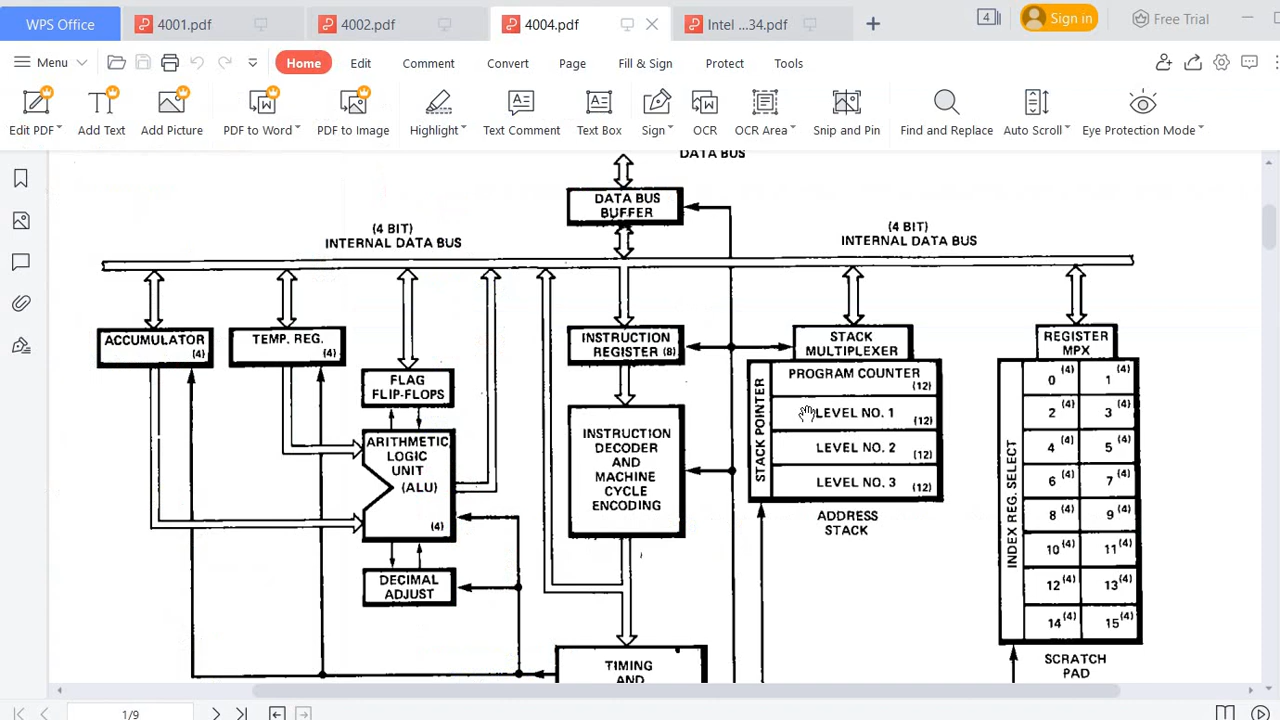 WPS Office
4001.pdf
4002.pdf
4004.pdf
Intel ...34.pdf
4
Sign in
Free Trial
Menu
Home
Edit
Comment
Convert
Page
Fill & Sign
Protect
Tools
Edit PDF
Add Text
Add Picture
PDF to Word
PDF to Image
Highlight
Text Comment
Text Box
Sign
OCR
OCR Area
Snip and Pin
Find and Replace
Auto Scroll
Eye Protection Mode
DATA BUS
DATA BUS
BUFFER
(4 BIT)
INTERNAL DATA BUS
(4 BIT)
INTERNAL DATA BUS
ACCUMULATOR
(4)
TEMP. REG.
(4)
FLAG
FLIP-FLOPS
ARITHMETIC
LOGIC
UNIT
(ALU)
(4)
DECIMAL
ADJUST
INSTRUCTION
REGISTER (8)
INSTRUCTION
DECODER
AND
MACHINE
CYCLE
ENCODING
TIMING
AND
STACK
MULTIPLEXER
STACK POINTER
PROGRAM COUNTER
(12)
LEVEL NO. 1
(12)
LEVEL NO. 2
(12)
LEVEL NO. 3
(12)
ADDRESS
STACK
REGISTER
MPX
INDEX REG. SELECT
0 (4) 1 (4)
2 (4) 3 (4)
4 (4) 5 (4)
6 (4) 7 (4)
8 (4) 9 (4)
10 (4) 11 (4)
12 (4) 13 (4)
14 (4) 15 (4)
SCRATCH
PAD
1/9